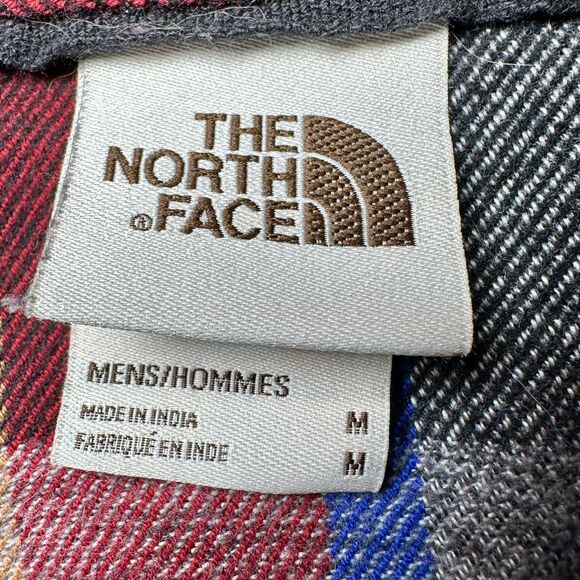 THE
NORTH
®FACE
MENS/HOMMES
MADE IN INDIA M
FABRIQUÉ EN INDE M